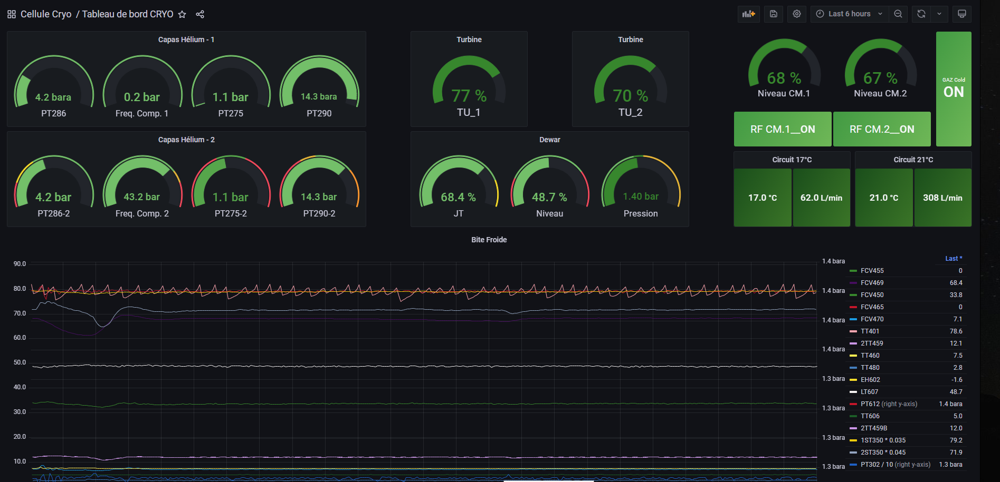 Cellule Cryo / Tableau de bord CRYO
Last 6 hours
Capas Hélium - 1
4.2 bara
PT286
0.2 bar
Freq. Comp. 1
1.1 bar
PT275
14.3 bara
PT290
Turbine
77 %
TU_1
Turbine
70 %
TU_2
68 %
Niveau CM.1
67 %
Niveau CM.2
GAZ Cold
ON
RF CM.1__ON
RF CM.2__ON
Capas Hélium - 2
4.2 bar
PT286-2
43.2 bar
Freq. Comp. 2
1.1 bar
PT275-2
14.3 bar
PT290-2
Dewar
68.4 %
JT
48.7 %
Niveau
1.40 bar
Pression
Circuit 17°C
17.0 °C
62.0 L/min
Circuit 21°C
21.0 °C
308 L/min
Bite Froide
90.0
80.0
70.0
60.0
50.0
40.0
30.0
20.0
10.0
1.4 bara
1.4 bara
1.4 bara
1.4 bara
1.3 bara
1.3 bara
1.3 bara
1.3 bara
Last *
FCV455 0
FCV469 68.4
FCV450 33.8
FCV465 0
FCV470 7.1
TT401 78.6
2TT459 12.1
TT460 7.5
TT480 2.8
EH602 -1.6
LT607 48.7
PT612 (right y-axis) 1.4 bara
TT606 5.0
2TT459B 12.0
1ST350 * 0.035 79.2
2ST350 * 0.045 71.9
PT302 / 10 (right y-axis) 1.3 bara